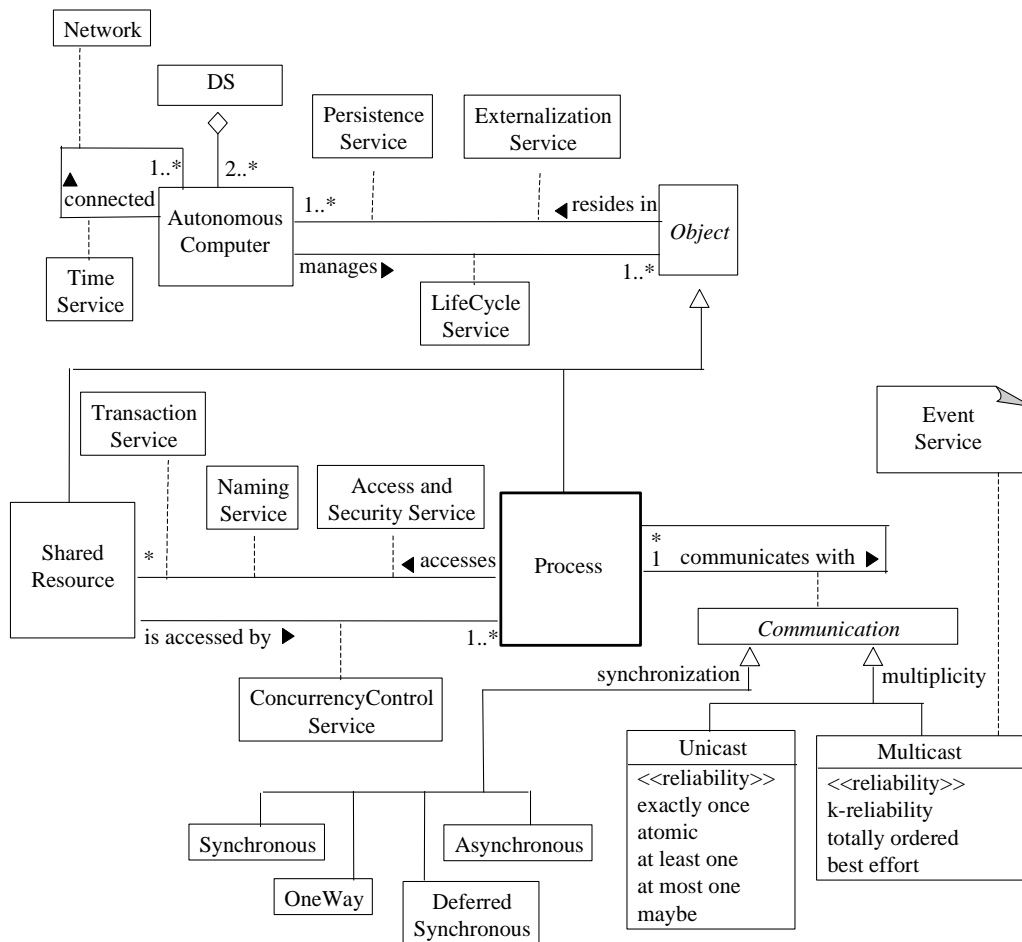 Network
DS
Persistence
Service
Externalization
Service
1..*
2..*
connected
Autonomous
Computer
1..*
resides in
Object
manages
1..*
Time
Service
LifeCycle
Service
Transaction
Service
Event
Service
Naming
Service
Access and
Security Service
Shared
Resource
*
accesses
Process
*
1
communicates with
is accessed by
1..*
Communication
synchronization
multiplicity
ConcurrencyControl
Service
Unicast
<<reliability>>
exactly once
atomic
at least one
at most one
maybe
Multicast
<<reliability>>
k-reliability
totally ordered
best effort
Synchronous
Asynchronous
OneWay
Deferred
Synchronous